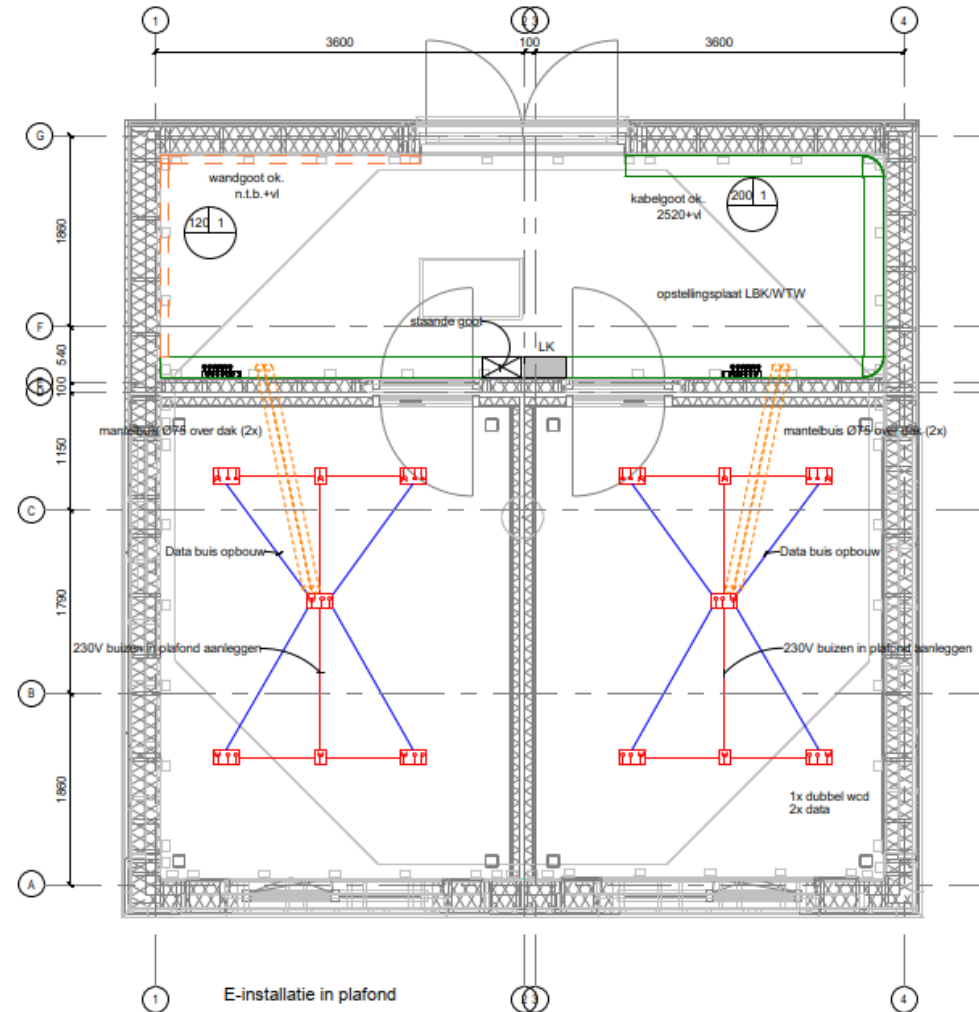 1
2
3
4
3600
100
3600
G
wandgoot ok.
n.t.b.+vl
120 1
kabelgoot ok.
2520+vl
200 1
1860
opstellingsplaat LBK/WTW
F
staande goot
LK
540
100
D
mantelbuis Ø75 over dak (2x)
mantelbuis Ø75 over dak (2x)
1150
C
Data buis opbouw
Data buis opbouw
1790
230V buizen in plafond aanleggen
230V buizen in plafond aanleggen
B
1860
1x dubbel wcd
2x data
A
E-installatie in plafond
1
2
3
4